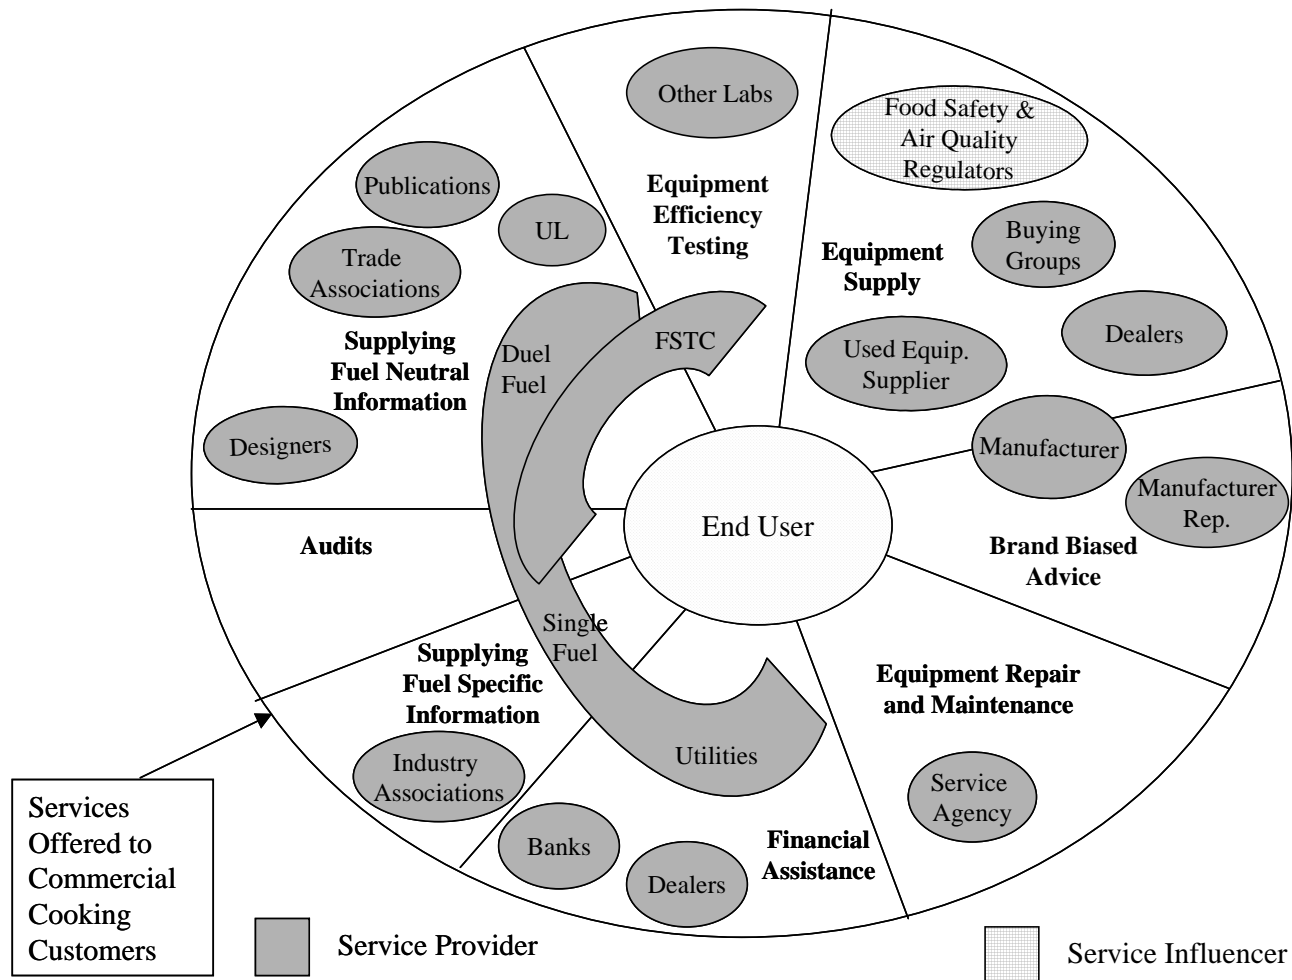 Other Labs
Food Safety &
Air Quality
Regulators
Publications
UL
Trade
Associations
Equipment
Efficiency
Testing
Buying
Groups
Equipment
Supply
Dealers
Supplying
Fuel Neutral
Information
Duel
Fuel
FSTC
Used Equip.
Supplier
Designers
Manufacturer
Manufacturer
Rep.
End User
Audits
Brand Biased
Advice
Single
Fuel
Supplying
Fuel Specific
Information
Equipment Repair
and Maintenance
Utilities
Industry
Associations
Service
Agency
Services
Offered to
Commercial
Cooking
Customers
Banks
Dealers
Financial
Assistance
Service Provider
Service Influencer